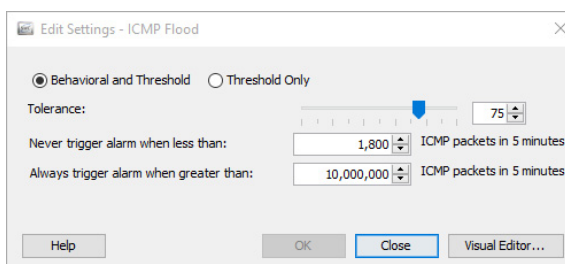 Edit Settings - ICMP Flood
Behavioral and Threshold Threshold Only
Tolerance: 75
Never trigger alarm when less than: 1,800 ICMP packets in 5 minutes
Always trigger alarm when greater than: 10,000,000 ICMP packets in 5 minutes
Help OK Close Visual Editor...